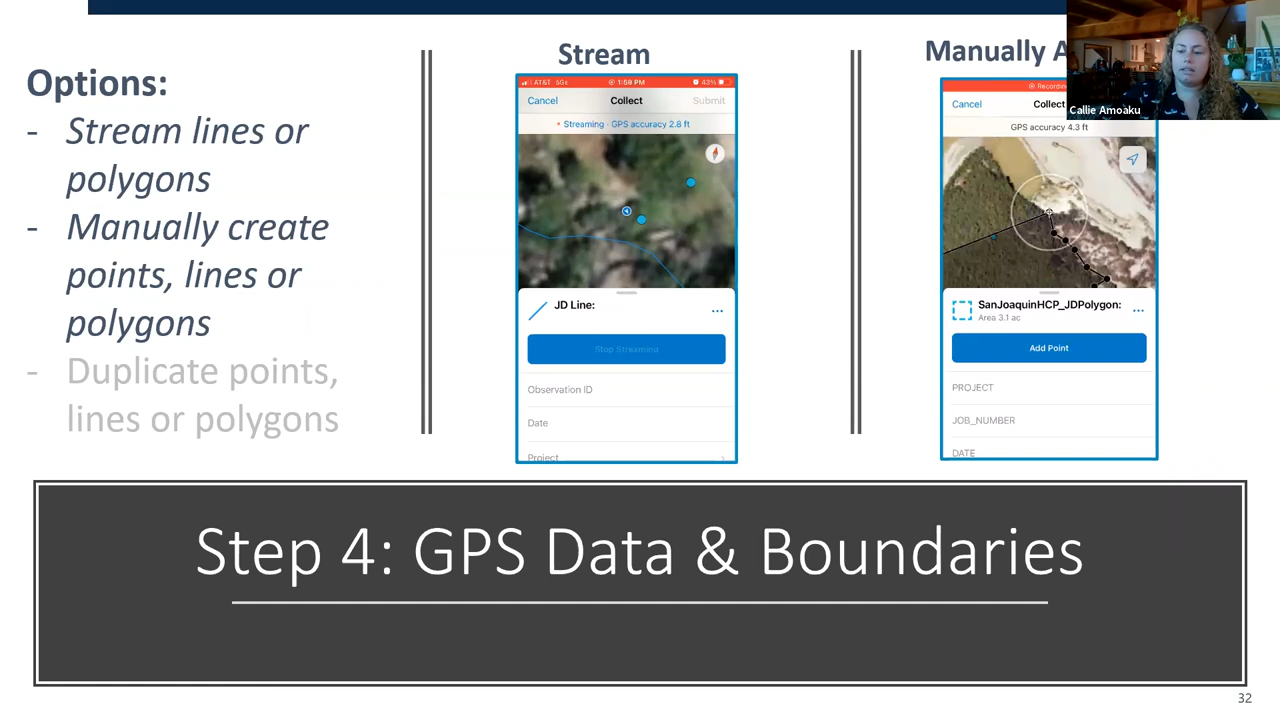 Options:
- Stream lines or
polygons
- Manually create
points, lines or
polygons
- Duplicate points,
lines or polygons
Stream
AT&T 5GE 1:58 PM 43%
Cancel Collect Submit
• Streaming · GPS accuracy 2.8 ft
JD Line:
...
Stop Streaming
Observation ID
Date
Project
Manually A
Recording
Cancel Collect
GPS accuracy 4.3 ft
SanJoaquinHCP_JDPolygon:
Area 3.1 ac
...
Add Point
PROJECT
JOB_NUMBER
DATE
Callie Amoaku
Step 4: GPS Data & Boundaries
32